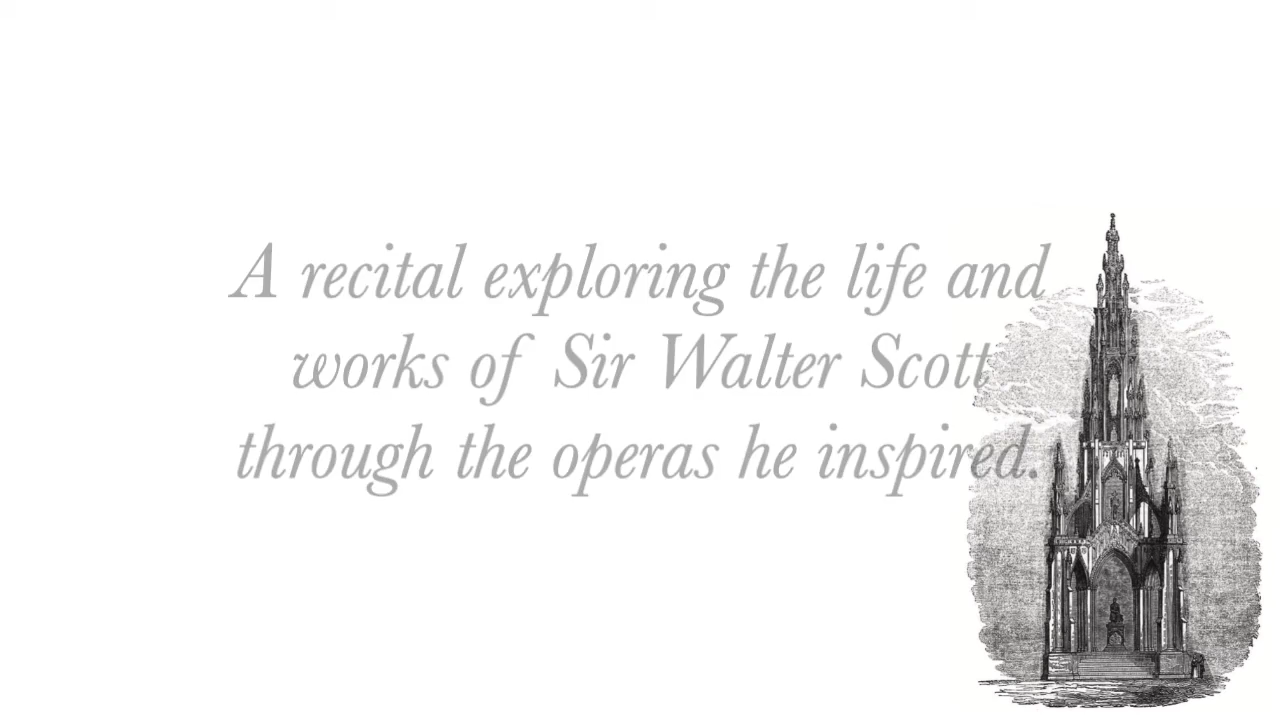 A recital exploring the life and
works of Sir Walter Scott
through the operas he inspired.